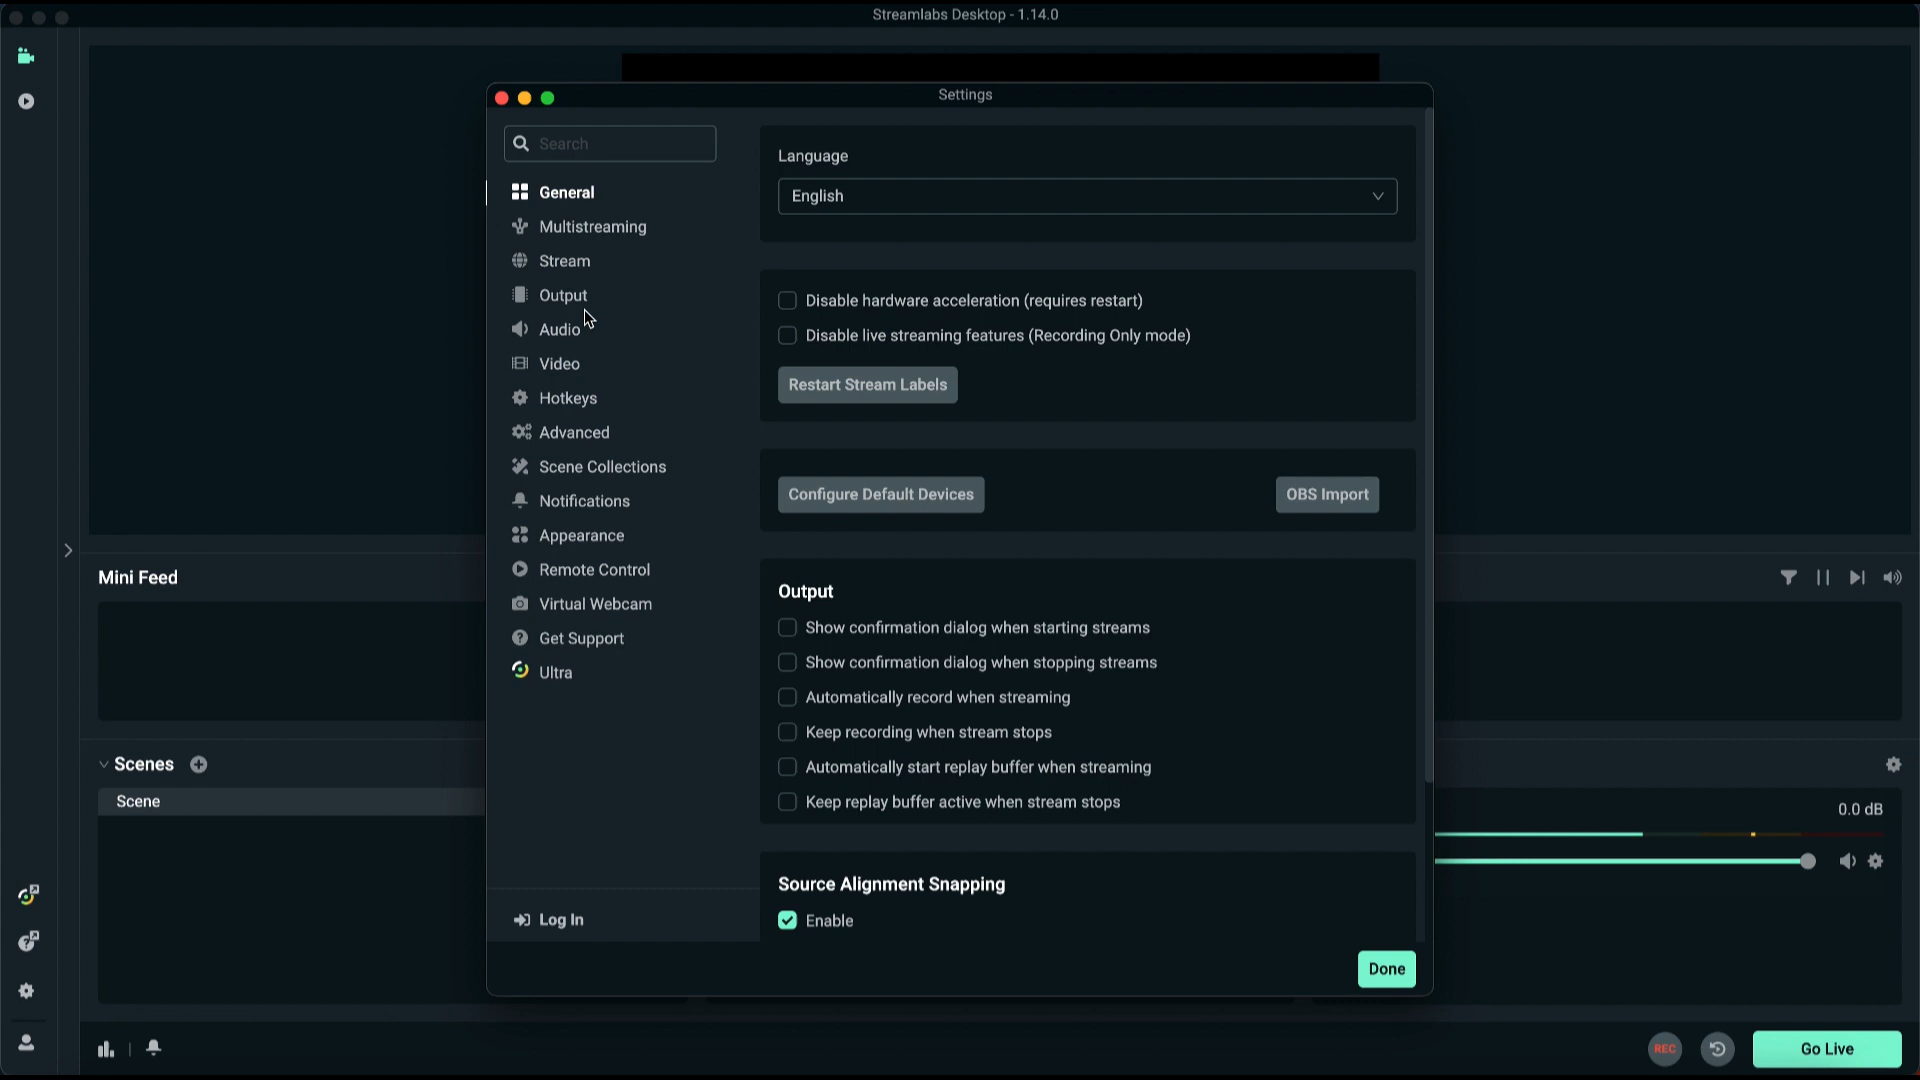 Streamlabs Desktop - 1.14.0
Settings
Search
General
Multistreaming
Stream
Output
Audio
Video
Hotkeys
Advanced
Scene Collections
Notifications
Appearance
Remote Control
Virtual Webcam
Get Support
Ultra
Log In
Language
English
Disable hardware acceleration (requires restart)
Disable live streaming features (Recording Only mode)
Restart Stream Labels
Configure Default Devices
OBS Import
Output
Show confirmation dialog when starting streams
Show confirmation dialog when stopping streams
Automatically record when streaming
Keep recording when stream stops
Automatically start replay buffer when streaming
Keep replay buffer active when stream stops
Source Alignment Snapping
Enable
Done
Mini Feed
Scenes
Scene
0.0 dB
REC
Go Live